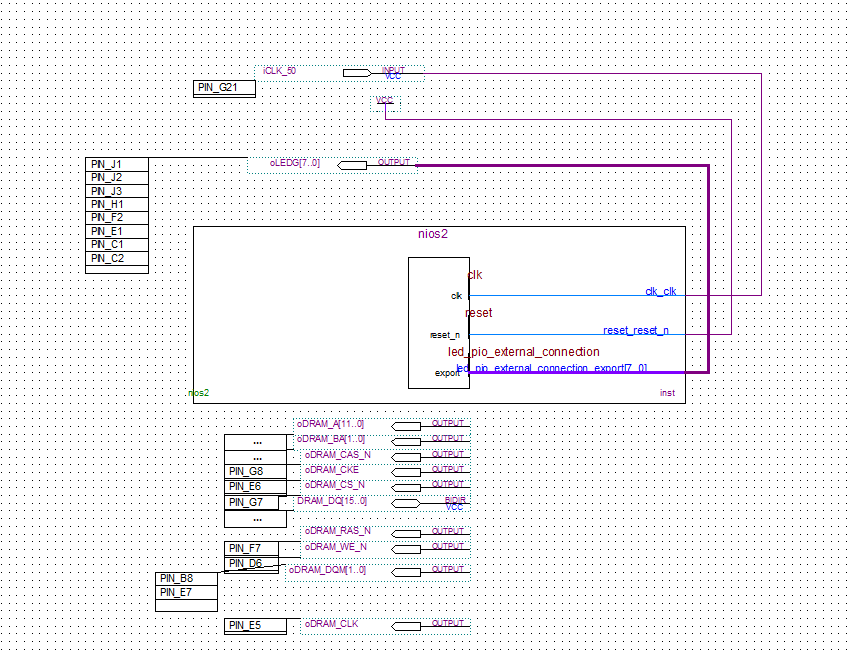 iCLK_50 INPUT
VCC
PIN_G21
VCC
oLEDG[7..0] OUTPUT
PIN_J1
PIN_J2
PIN_J3
PIN_H1
PIN_F2
PIN_E1
PIN_C1
PIN_C2
nios2
clk
clk clk_clk
reset
reset_n reset_reset_n
led_pio_external_connection
export led_pio_external_connection_export[7..0]
nios2 inst
oDRAM_A[11..0] OUTPUT
... oDRAM_BA[1..0] OUTPUT
... oDRAM_CAS_N OUTPUT
PIN_G8 oDRAM_CKE OUTPUT
PIN_E6 oDRAM_CS_N OUTPUT
PIN_G7 DRAM_DQ[15..0] BIDIR
VCC
...
oDRAM_RAS_N OUTPUT
PIN_F7 oDRAM_WE_N OUTPUT
PIN_D6 oDRAM_DQM[1..0] OUTPUT
PIN_B8
PIN_E7
PIN_E5 oDRAM_CLK OUTPUT